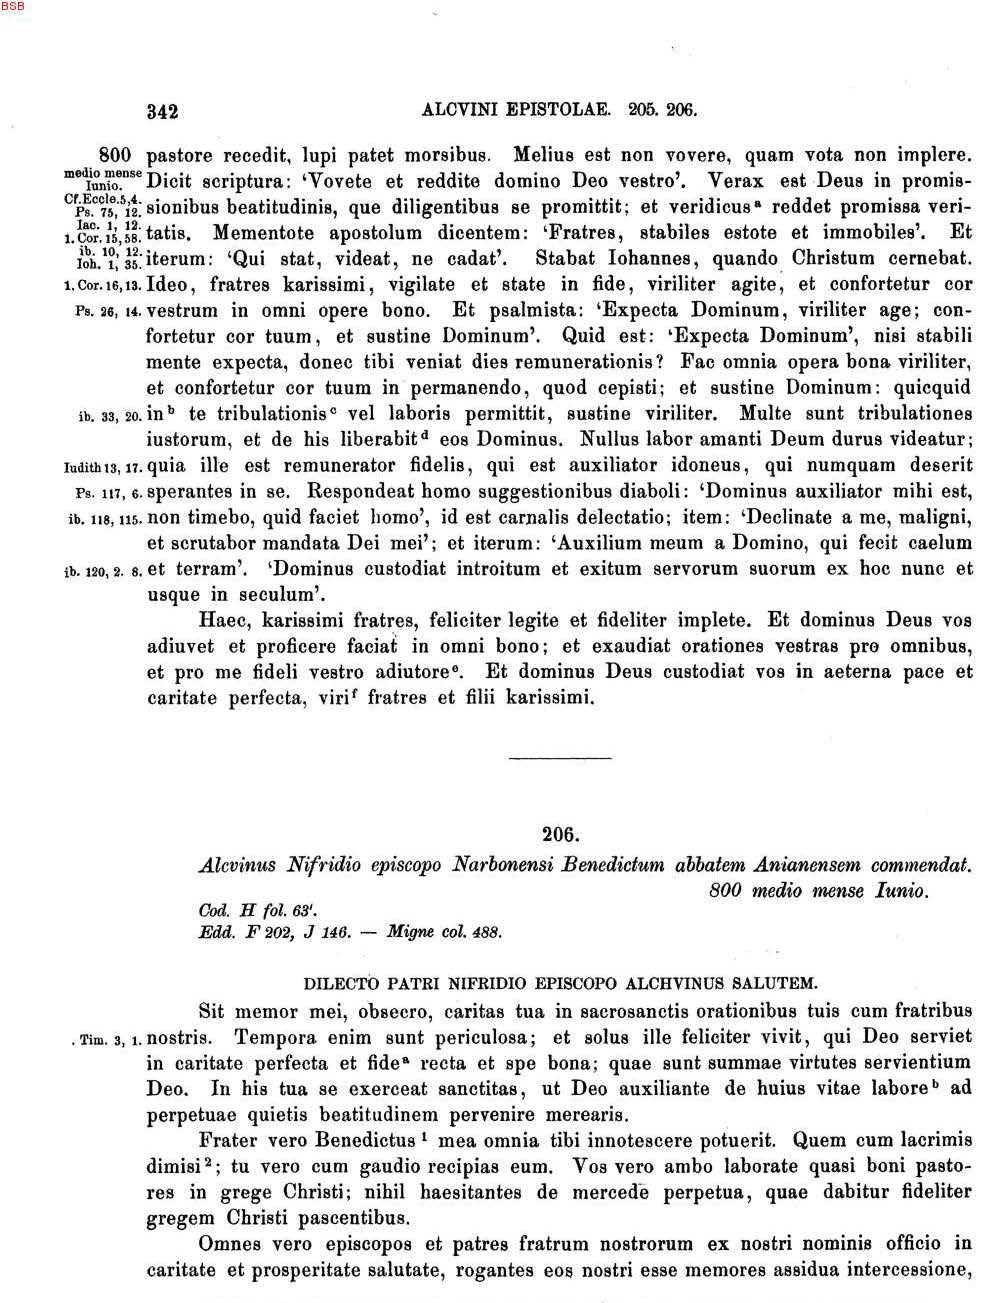 BSB
342 ALCVINI EPISTOLAE. 205. 206.
800 pastore recedit, lupi patet morsibus. Melius est non vovere, quam vota non implere.
medio mense Iunio. Dicit scriptura: ‘Vovete et reddite domino Deo vestro’. Verax est Deus in promis-
Cf. Eccle. 5, 4. Ps. 75, 12. sionibus beatitudinis, que diligentibus se promittit; et veridicusᵃ reddet promissa veri-
Iac. 1, 12. 1. Cor. 15, 58. tatis. Mementote apostolum dicentem: ‘Fratres, stabiles estote et immobiles’. Et
ib. 10, 12. Ioh. 1, 35. iterum: ‘Qui stat, videat, ne cadat’. Stabat Iohannes, quando Christum cernebat.
1. Cor. 16, 13. Ideo, fratres karissimi, vigilate et state in fide, viriliter agite, et confortetur cor
Ps. 26, 14. vestrum in omni opere bono. Et psalmista: ‘Expecta Dominum, viriliter age; con-
fortetur cor tuum, et sustine Dominum’. Quid est: ‘Expecta Dominum’, nisi stabili
mente expecta, donec tibi veniat dies remunerationis? Fac omnia opera bona viriliter,
et confortetur cor tuum in permanendo, quod cepisti; et sustine Dominum: quicquid
ib. 33, 20. inᵇ te tribulationisᶜ vel laboris permittit, sustine viriliter. Multe sunt tribulationes
iustorum, et de his liberabitᵈ eos Dominus. Nullus labor amanti Deum durus videatur;
Iudith 13, 17. quia ille est remunerator fidelis, qui est auxiliator idoneus, qui numquam deserit
Ps. 117, 6. sperantes in se. Respondeat homo suggestionibus diaboli: ‘Dominus auxiliator mihi est,
ib. 118, 115. non timebo, quid faciet homo’, id est carnalis delectatio; item: ‘Declinate a me, maligni,
et scrutabor mandata Dei mei’; et iterum: ‘Auxilium meum a Domino, qui fecit caelum
ib. 120, 2. 8. et terram’. ‘Dominus custodiat introitum et exitum servorum suorum ex hoc nunc et
usque in seculum’.
Haec, karissimi fratres, feliciter legite et fideliter implete. Et dominus Deus vos
adiuvet et proficere faciat in omni bono; et exaudiat orationes vestras pro omnibus,
et pro me fideli vestro adiutoreᵉ. Et dominus Deus custodiat vos in aeterna pace et
caritate perfecta, viriᶠ fratres et filii karissimi.
206.
Alcvinus Nifridio episcopo Narbonensi Benedictum abbatem Anianensem commendat.
800 medio mense Iunio.
Cod. H fol. 63'.
Edd. F 202, J 146. — Migne col. 488.
DILECTO PATRI NIFRIDIO EPISCOPO ALCHVINUS SALUTEM.
Sit memor mei, obsecro, caritas tua in sacrosanctis orationibus tuis cum fratribus
. Tim. 3, 1. nostris. Tempora enim sunt periculosa; et solus ille feliciter vivit, qui Deo serviet
in caritate perfecta et fideᵃ recta et spe bona; quae sunt summae virtutes servientium
Deo. In his tua se exerceat sanctitas, ut Deo auxiliante de huius vitae laboreᵇ ad
perpetuae quietis beatitudinem pervenire merearis.
Frater vero Benedictus¹ mea omnia tibi innotescere potuerit. Quem cum lacrimis
dimisi²; tu vero cum gaudio recipias eum. Vos vero ambo laborate quasi boni pasto-
res in grege Christi; nihil haesitantes de mercede perpetua, quae dabitur fideliter
gregem Christi pascentibus.
Omnes vero episcopos et patres fratrum nostrorum ex nostri nominis officio in
caritate et prosperitate salutate, rogantes eos nostri esse memores assidua intercessione,